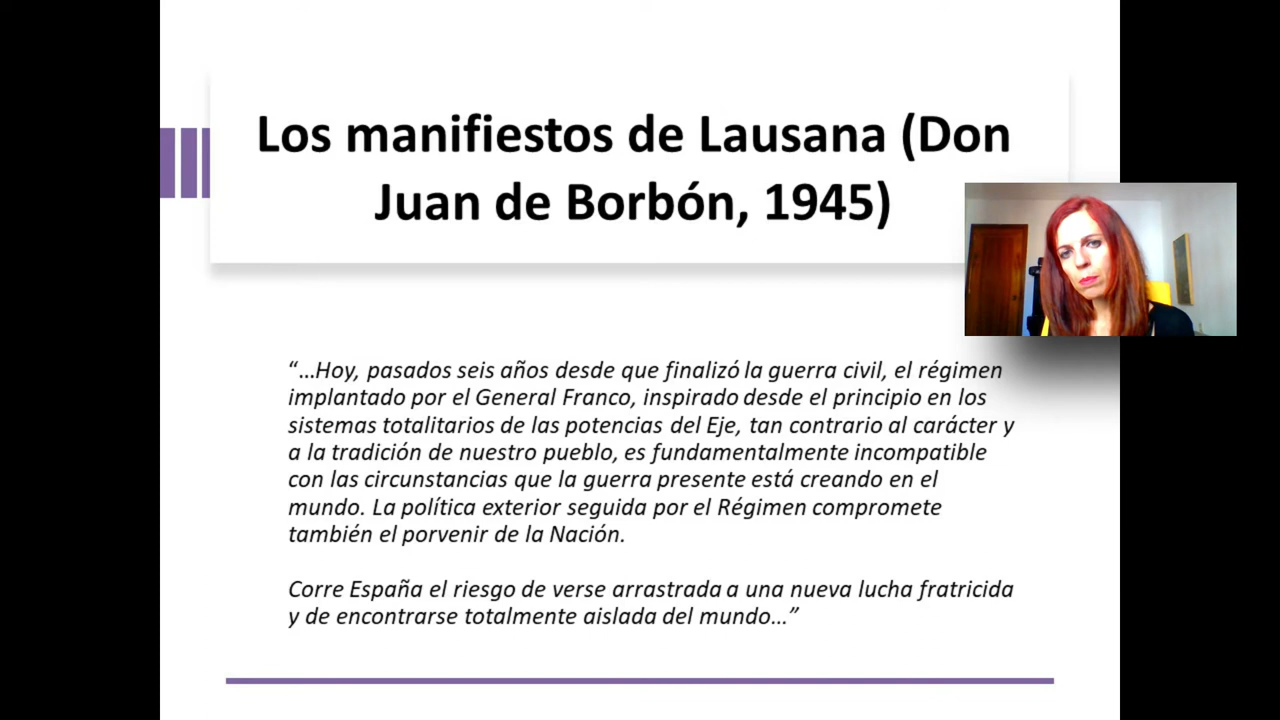 Los manifiestos de Lausana (Don
Juan de Borbón, 1945)
“…Hoy, pasados seis años desde que finalizó la guerra civil, el régimen
implantado por el General Franco, inspirado desde el principio en los
sistemas totalitarios de las potencias del Eje, tan contrario al carácter y
a la tradición de nuestro pueblo, es fundamentalmente incompatible
con las circunstancias que la guerra presente está creando en el
mundo. La política exterior seguida por el Régimen compromete
también el porvenir de la Nación.
Corre España el riesgo de verse arrastrada a una nueva lucha fratricida
y de encontrarse totalmente aislada del mundo…”